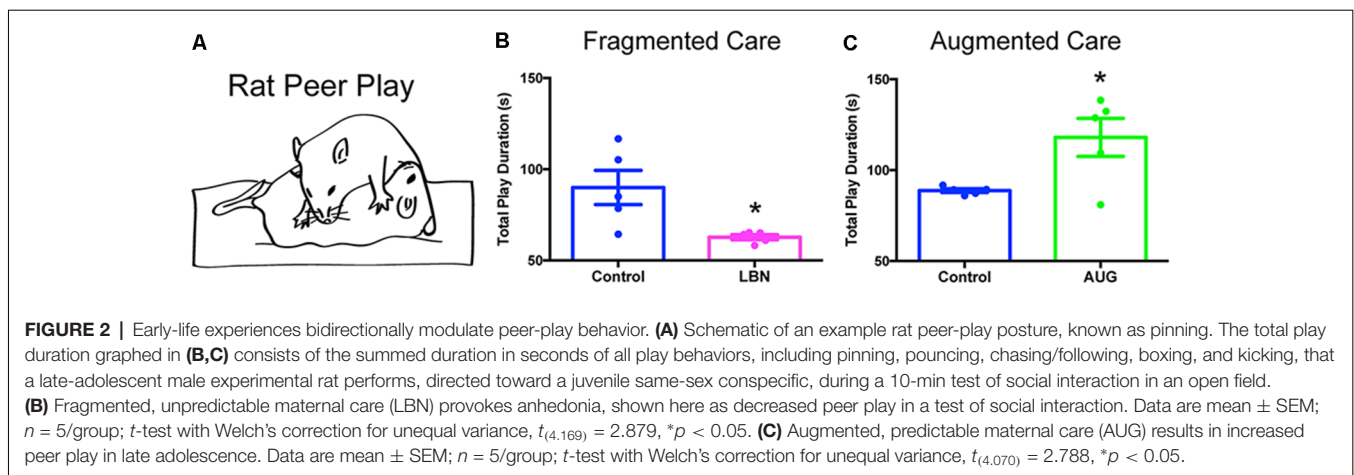 A
Rat Peer Play
B
Fragmented Care
Total Play Duration (s)
150
100
50
*
Control
LBN
C
Augmented Care
Total Play Duration (s)
150
100
50
*
Control
AUG
FIGURE 2 | Early-life experiences bidirectionally modulate peer-play behavior. (A) Schematic of an example rat peer-play posture, known as pinning. The total play
duration graphed in (B,C) consists of the summed duration in seconds of all play behaviors, including pinning, pouncing, chasing/following, boxing, and kicking, that
a late-adolescent male experimental rat performs, directed toward a juvenile same-sex conspecific, during a 10-min test of social interaction in an open field.
(B) Fragmented, unpredictable maternal care (LBN) provokes anhedonia, shown here as decreased peer play in a test of social interaction. Data are mean ± SEM;
n = 5/group; t-test with Welch's correction for unequal variance, t(4.169) = 2.879, *p < 0.05. (C) Augmented, predictable maternal care (AUG) results in increased
peer play in late adolescence. Data are mean ± SEM; n = 5/group; t-test with Welch's correction for unequal variance, t(4.070) = 2.788, *p < 0.05.